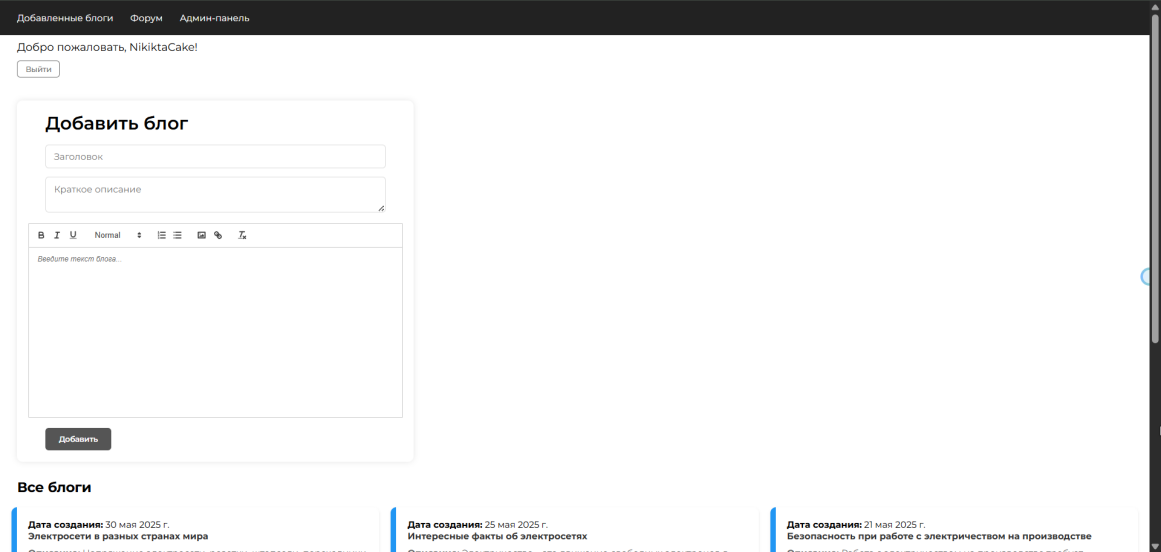 Добавленные блоги Форум Админ-панель
Добро пожаловать, NikiktaCake!
Выйти
Добавить блог
Заголовок
Краткое описание
B I U Normal
Введите текст блога...
Добавить
Все блоги
Дата создания: 30 мая 2025 г.
Электросети в разных странах мира
Дата создания: 25 мая 2025 г.
Интересные факты об электросетях
Дата создания: 21 мая 2025 г.
Безопасность при работе с электричеством на производстве